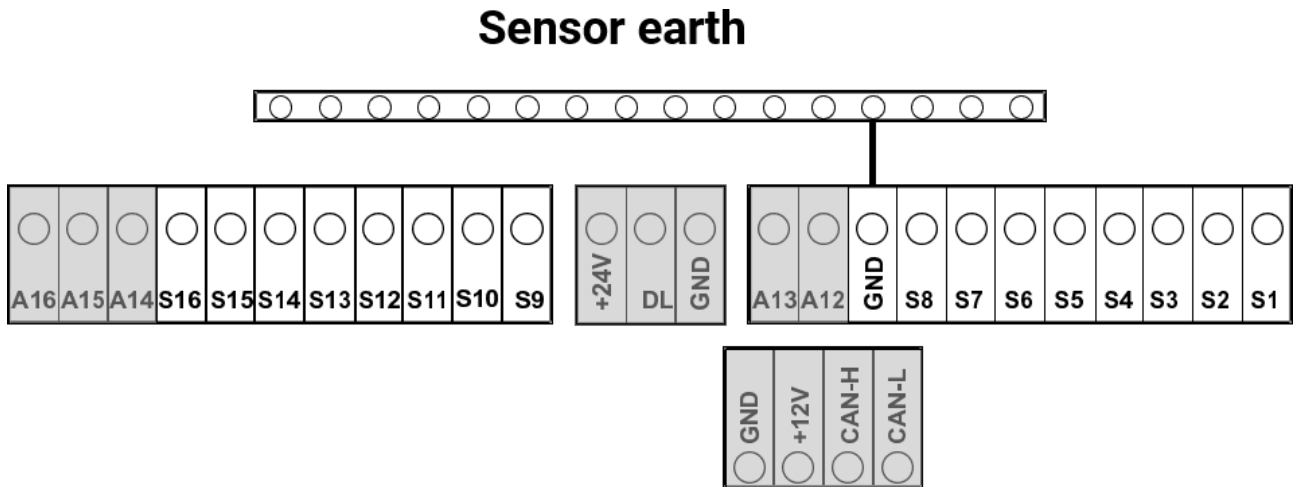 Sensor earth
A16 A15 A14 S16 S15 S14 S13 S12 S11 S10 S9
+24V DL GND
A13 A12 GND S8 S7 S6 S5 S4 S3 S2 S1
GND +12V CAN-H CAN-L